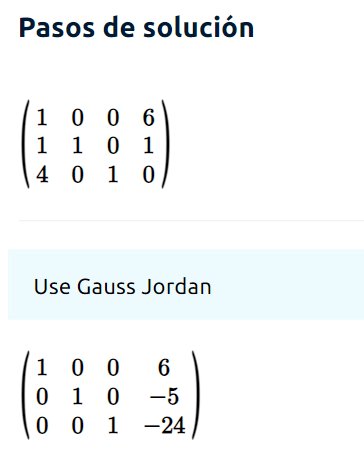 Pasos de solución
1 0 0 6
1 1 0 1
4 0 1 0
Use Gauss Jordan
1 0 0 6
0 1 0 −5
0 0 1 −24